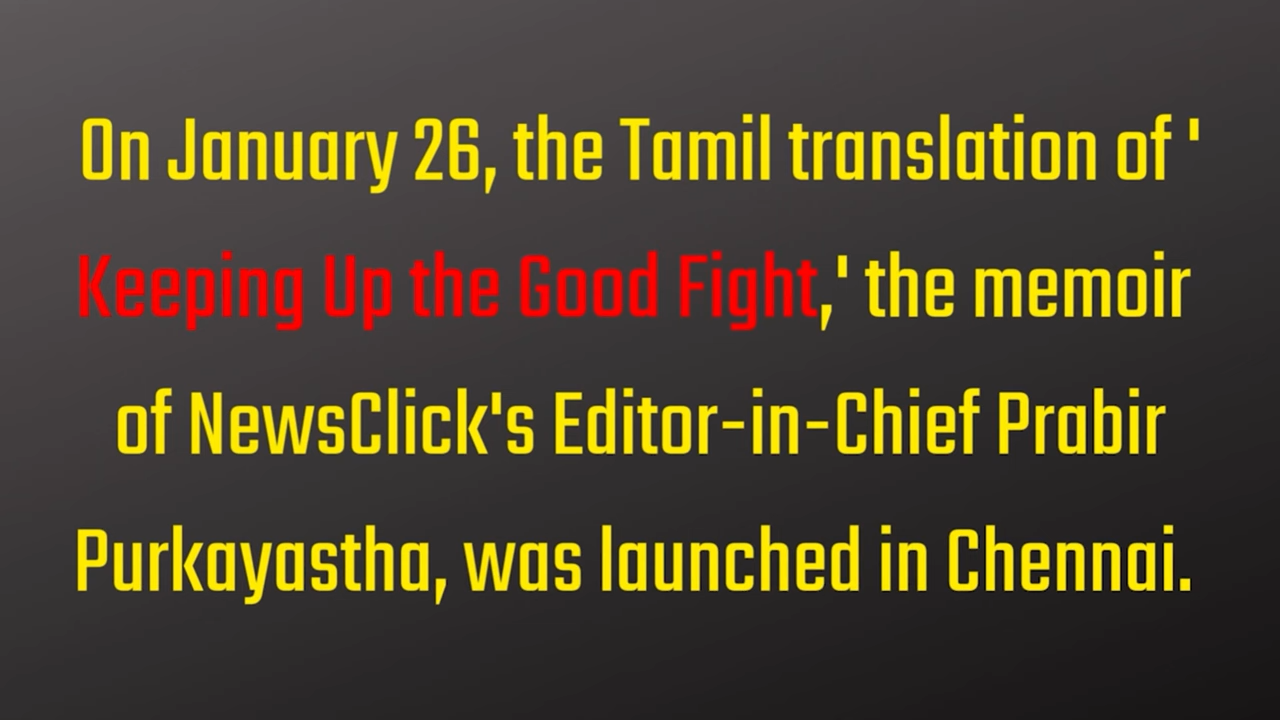 On January 26, the Tamil translation of '
Keeping Up the Good Fight,' the memoir
of NewsClick's Editor-in-Chief Prabir
Purkayastha, was launched in Chennai.